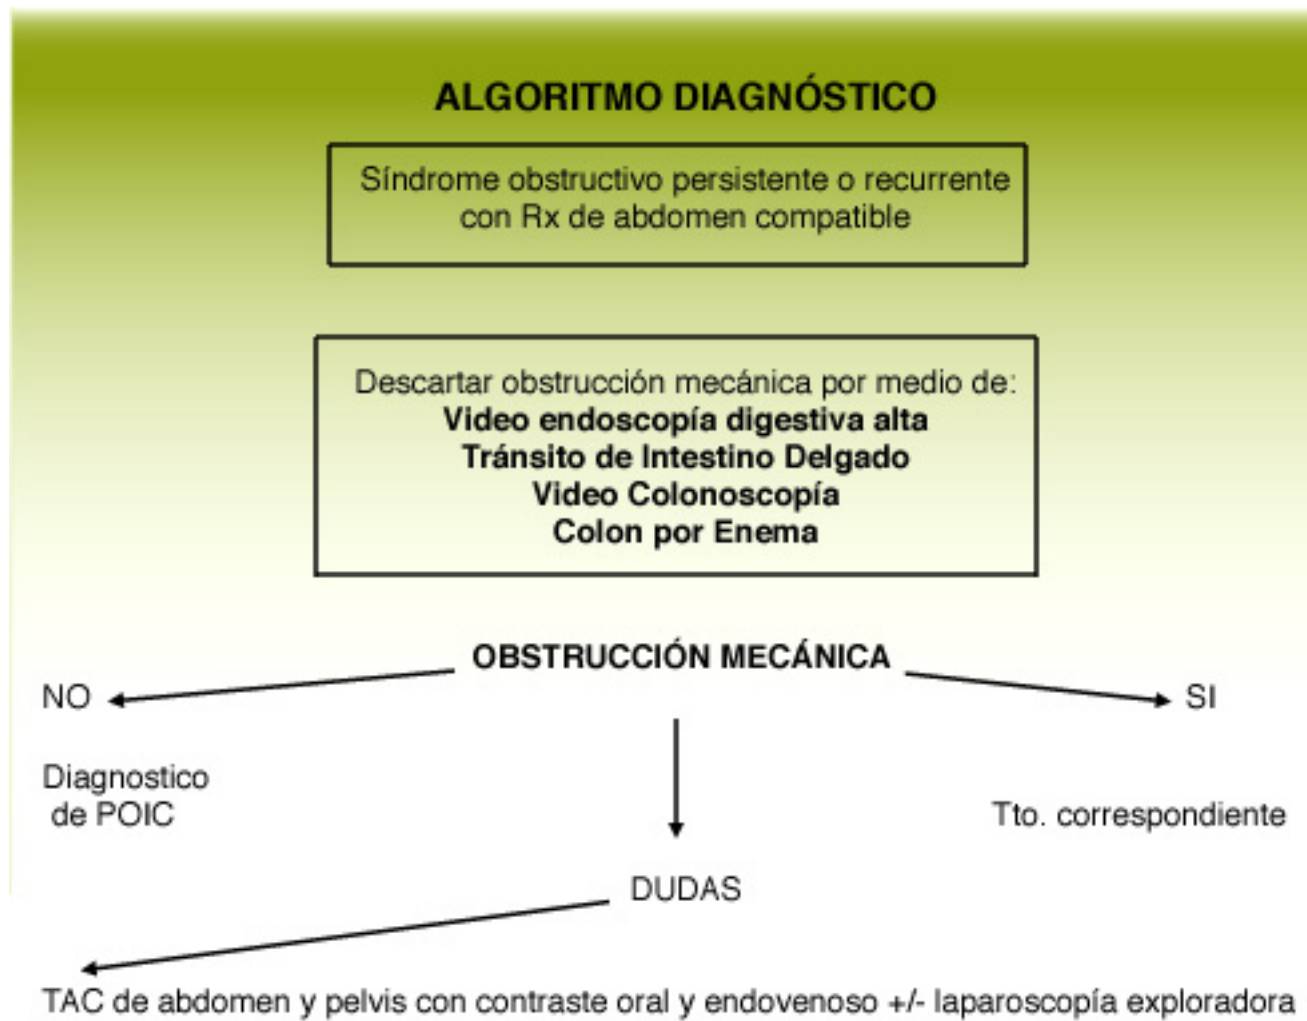 ALGORITMO DIAGNÓSTICO
Síndrome obstructivo persistente o recurrente
con Rx de abdomen compatible
Descartar obstrucción mecánica por medio de:
Video endoscopía digestiva alta
Tránsito de Intestino Delgado
Video Colonoscopía
Colon por Enema
OBSTRUCCIÓN MECÁNICA
NO
SI
Diagnostico
de POIC
Tto. correspondiente
DUDAS
TAC de abdomen y pelvis con contraste oral y endovenoso +/- laparoscopía exploradora